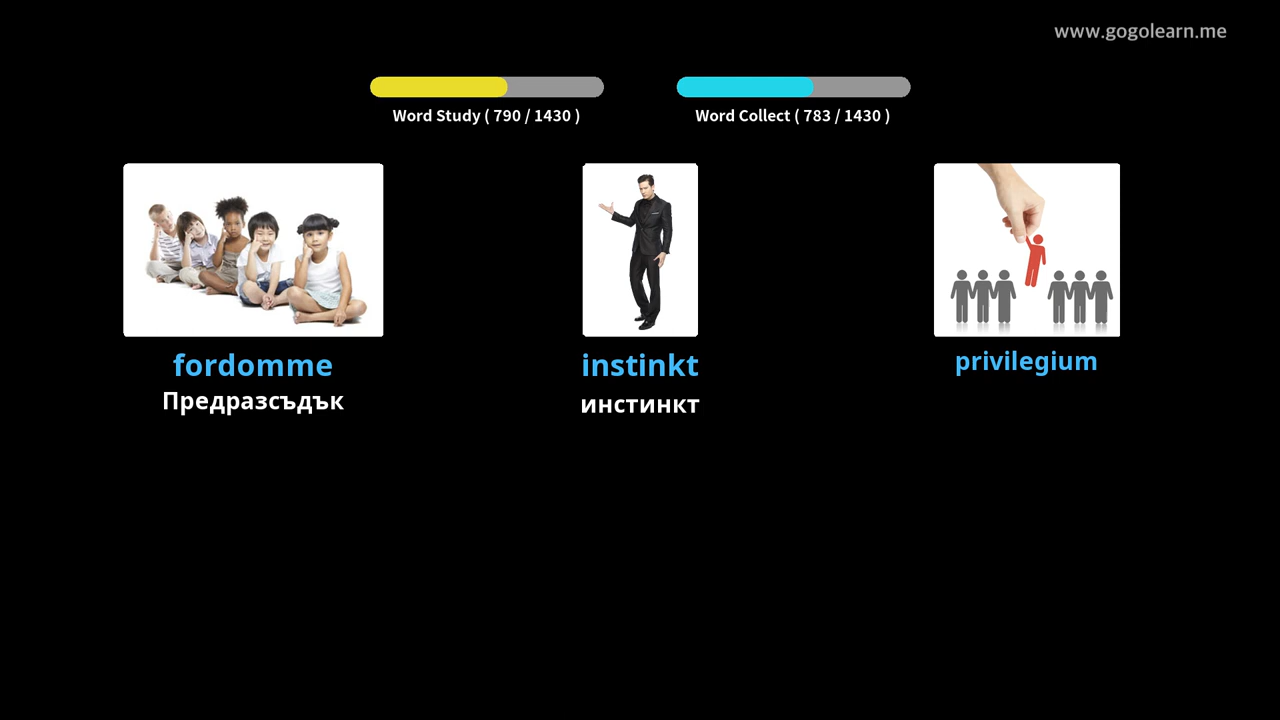 www.gogolearn.me
Word Study ( 790 / 1430 )
Word Collect ( 783 / 1430 )
fordomme
Предразсъдък
instinkt
инстинкт
privilegium